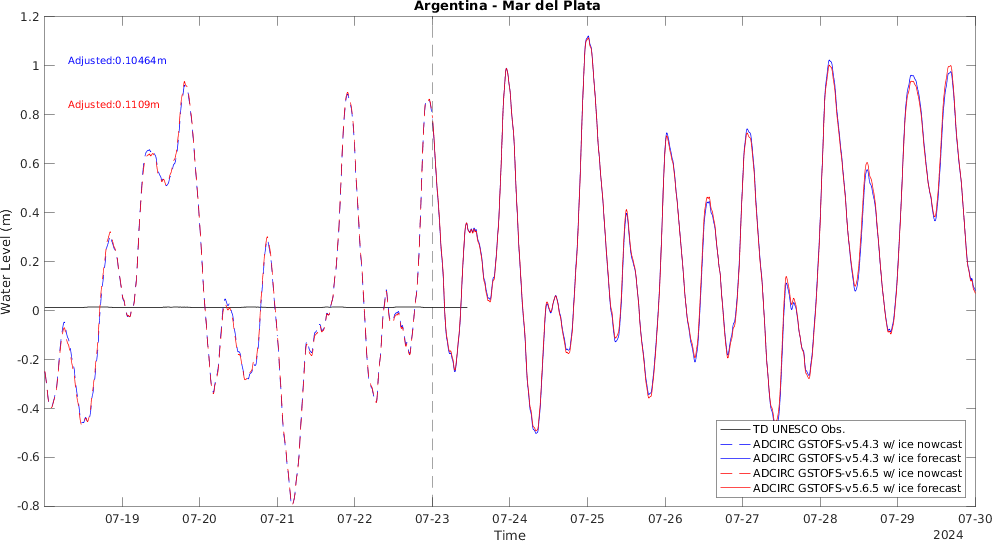 Argentina - Mar del Plata
1.2
1
0.8
0.6
0.4
0.2
0
-0.2
-0.4
-0.6
-0.8
Water Level (m)
Adjusted:0.10464m
Adjusted:0.1109m
TD UNESCO Obs.
ADCIRC GSTOFS-v5.4.3 w/ ice nowcast
ADCIRC GSTOFS-v5.4.3 w/ ice forecast
ADCIRC GSTOFS-v5.6.5 w/ ice nowcast
ADCIRC GSTOFS-v5.6.5 w/ ice forecast
07-19 07-20 07-21 07-22 07-23 07-24 07-25 07-26 07-27 07-28 07-29 07-30
Time
2024